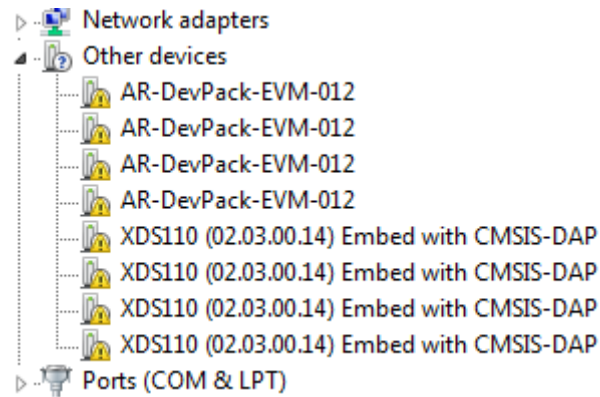 Network adapters
Other devices
AR-DevPack-EVM-012
AR-DevPack-EVM-012
AR-DevPack-EVM-012
AR-DevPack-EVM-012
XDS110 (02.03.00.14) Embed with CMSIS-DAP
XDS110 (02.03.00.14) Embed with CMSIS-DAP
XDS110 (02.03.00.14) Embed with CMSIS-DAP
XDS110 (02.03.00.14) Embed with CMSIS-DAP
Ports (COM & LPT)